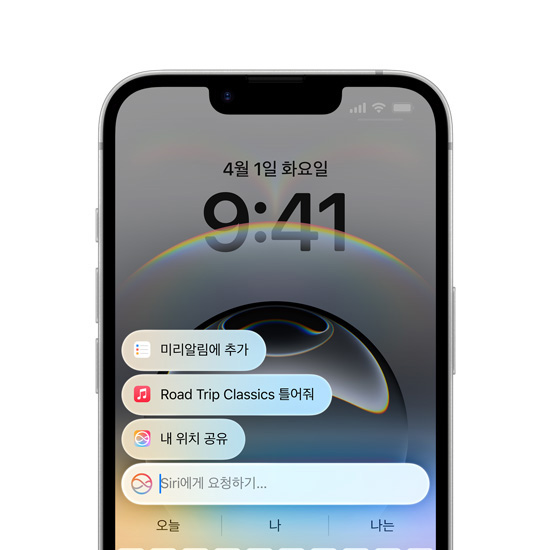 4월 1일 화요일
9:41
미리 알림에 추가
Road Trip Classics 틀어줘
내 위치 공유
Siri에게 요청하기...
오늘
나
나는